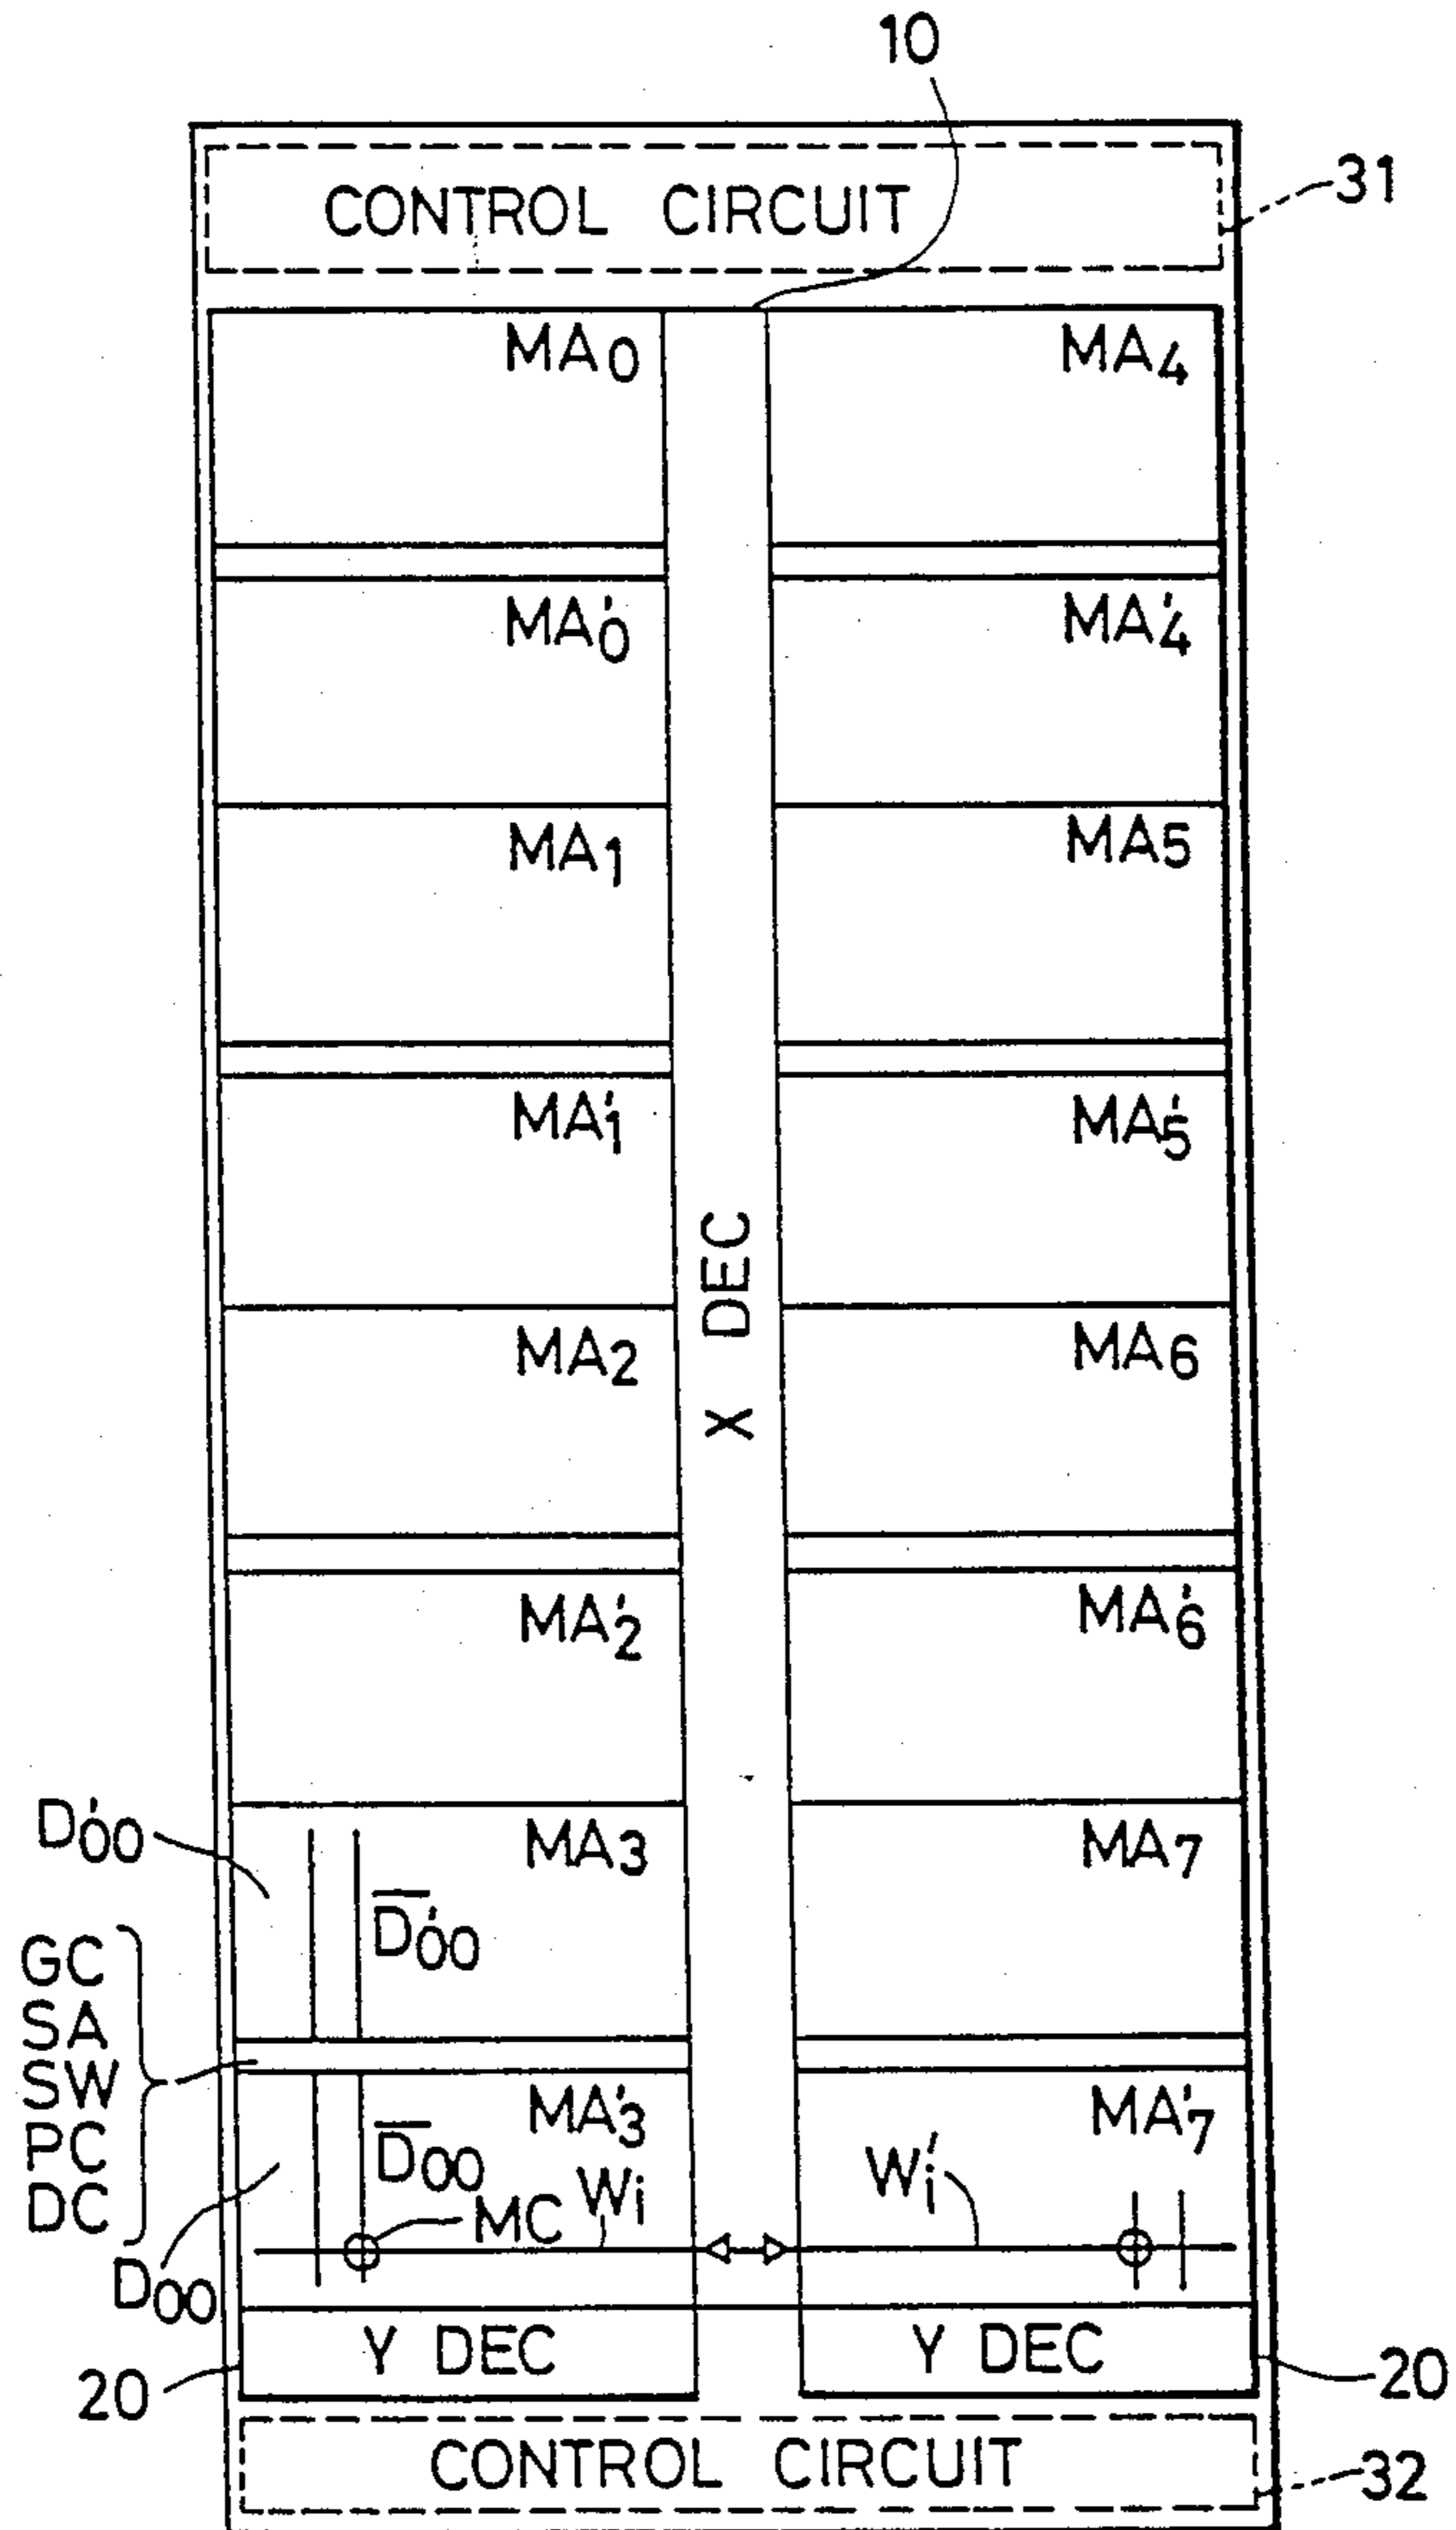 10
CONTROL CIRCUIT
31
MA0
MA4
MA'0
MA'4
MA1
MA5
MA'1
MA'5
X DEC
MA2
MA6
MA'2
MA'6
D'00
MA3
MA7
D̅'00
GC
SA
SW
PC
DC
MA'3
MA'7
D̅00
Wi
W'i
MC
D00
Y DEC
Y DEC
20
20
CONTROL CIRCUIT
32